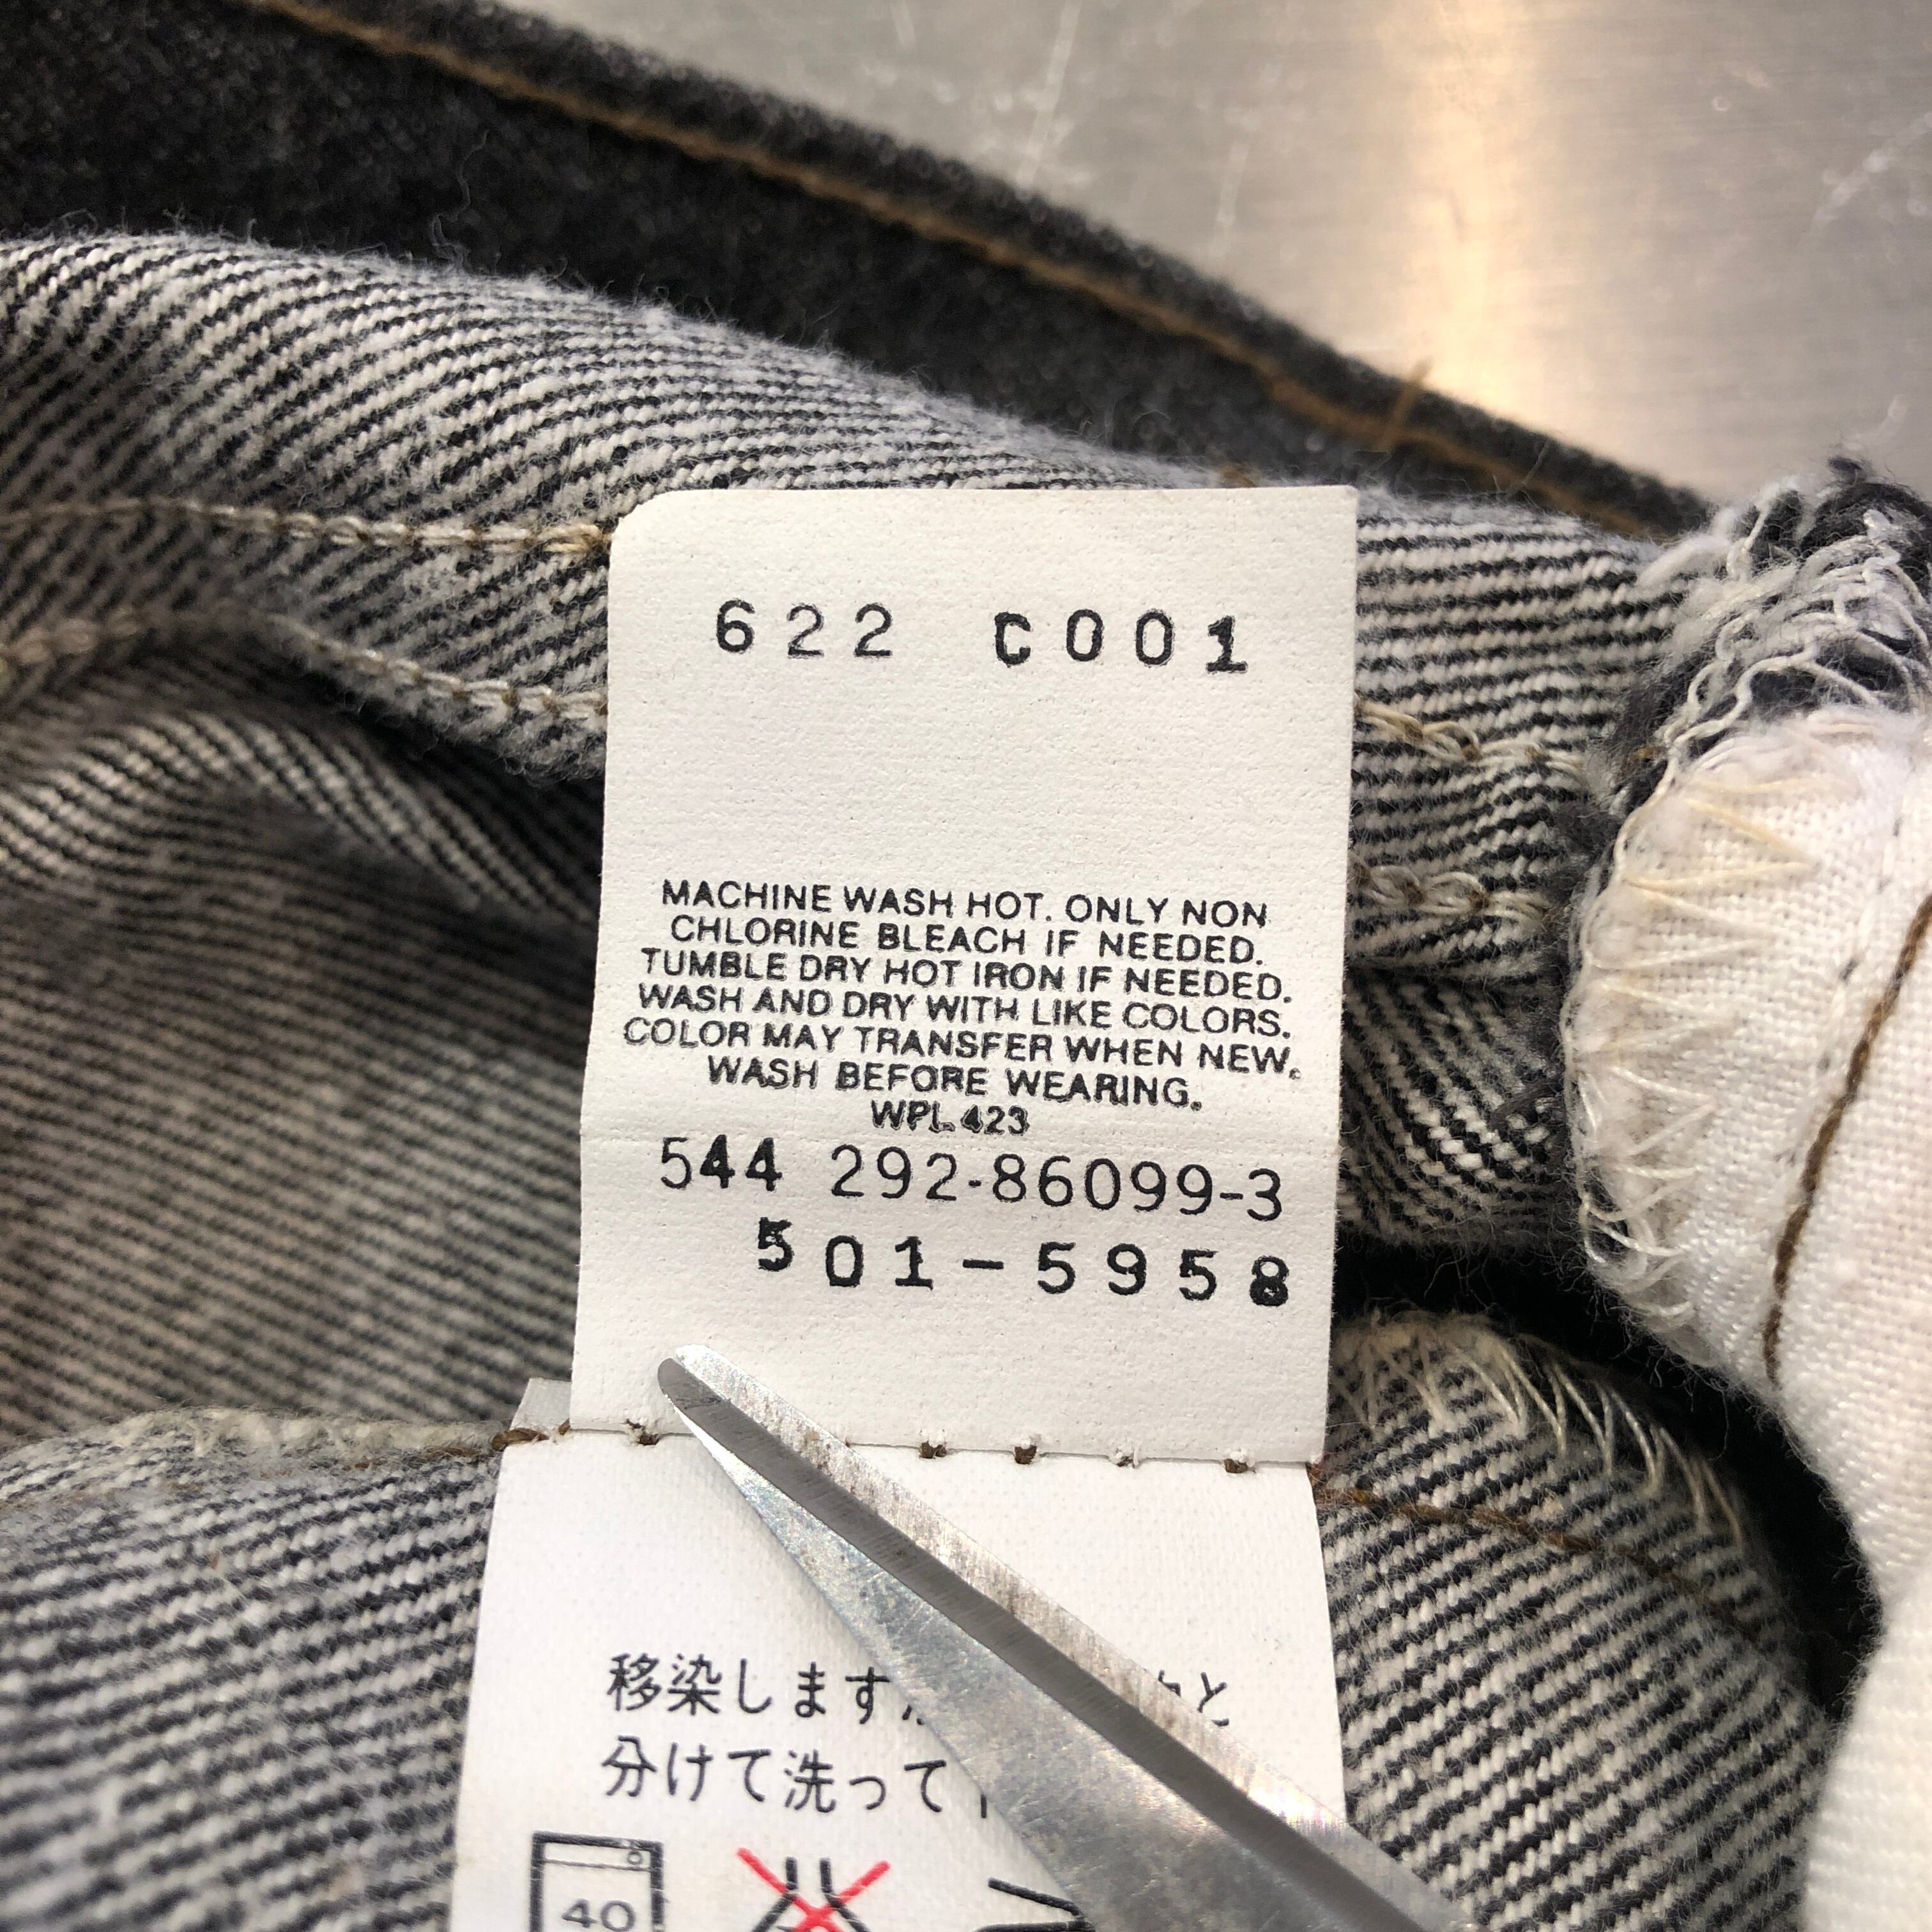 622 C001
MACHINE WASH HOT. ONLY NON
CHLORINE BLEACH IF NEEDED.
TUMBLE DRY HOT IRON IF NEEDED.
WASH AND DRY WITH LIKE COLORS.
COLOR MAY TRANSFER WHEN NEW.
WASH BEFORE WEARING.
WPL 423
544 292-86099-3
501-5958
移染します
分けて洗って
40